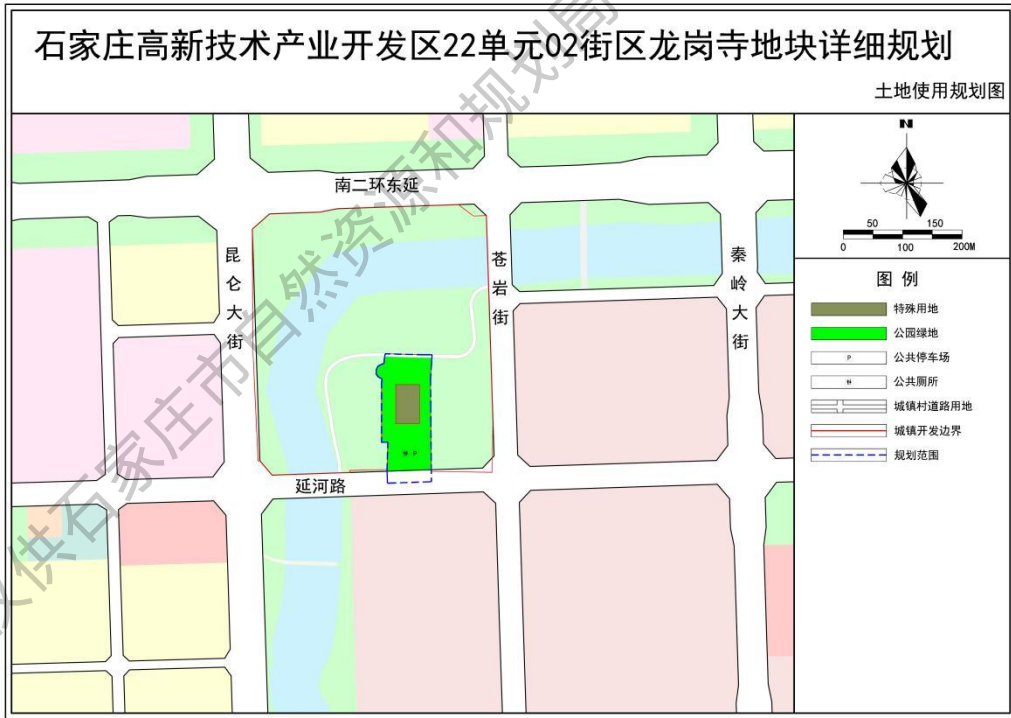 石家庄高新技术产业开发区22单元02街区龙岗寺地块详细规划
土地使用规划图
南二环东延
昆仑大街
苍岩街
秦岭大街
延河路
P
N
50 150
0 100 200M
图例
特殊用地
公园绿地
P 公共停车场
公共厕所
城镇村道路用地
城镇开发边界
规划范围
仅供石家庄市自然资源和规划局